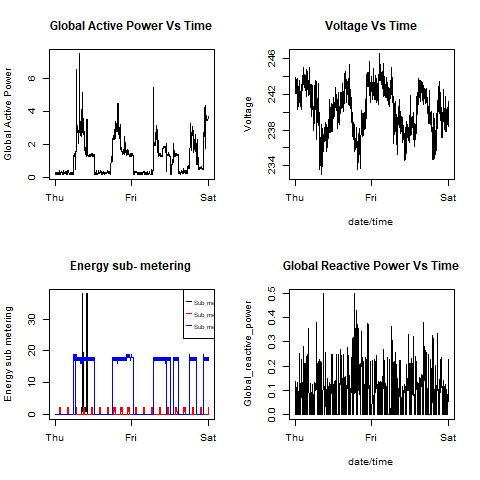 Global Active Power Vs Time
Global Active Power
0 2 4 6
Thu Fri Sat
Voltage Vs Time
Voltage
234 238 242 246
Thu Fri Sat
date/time
Energy sub- metering
Energy sub metering
0 10 20 30
Sub_me
Sub_me
Sub_me
Thu Fri Sat
Global Reactive Power Vs Time
Global_reactive_power
0.0 0.1 0.2 0.3 0.4 0.5
Thu Fri Sat
date/time